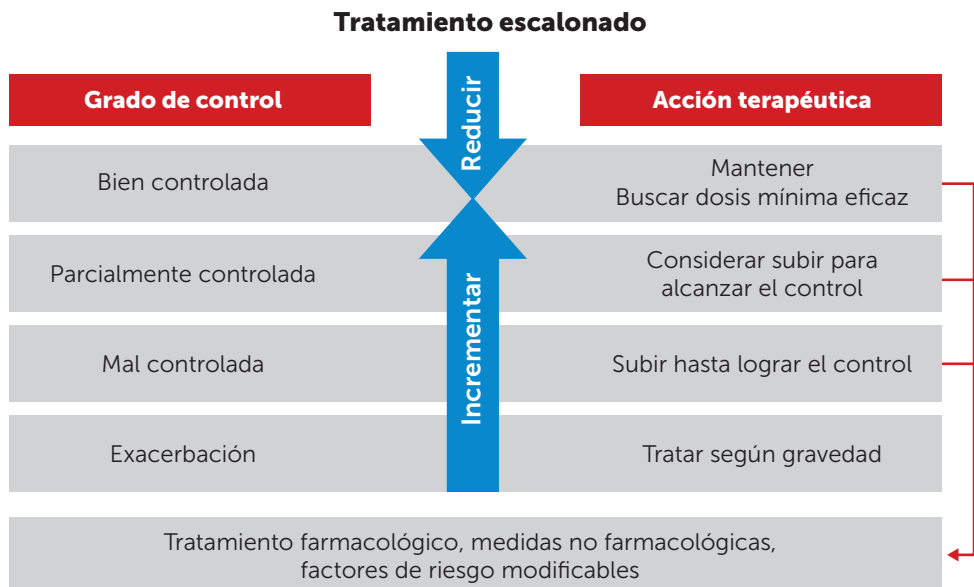 Tratamiento escalonado
Grado de control
Reducir
Acción terapéutica
Bien controlada
Mantener
Buscar dosis mínima eficaz
Parcialmente controlada
Considerar subir para
alcanzar el control
Incrementar
Mal controlada
Subir hasta lograr el control
Exacerbación
Tratar según gravedad
Tratamiento farmacológico, medidas no farmacológicas,
factores de riesgo modificables